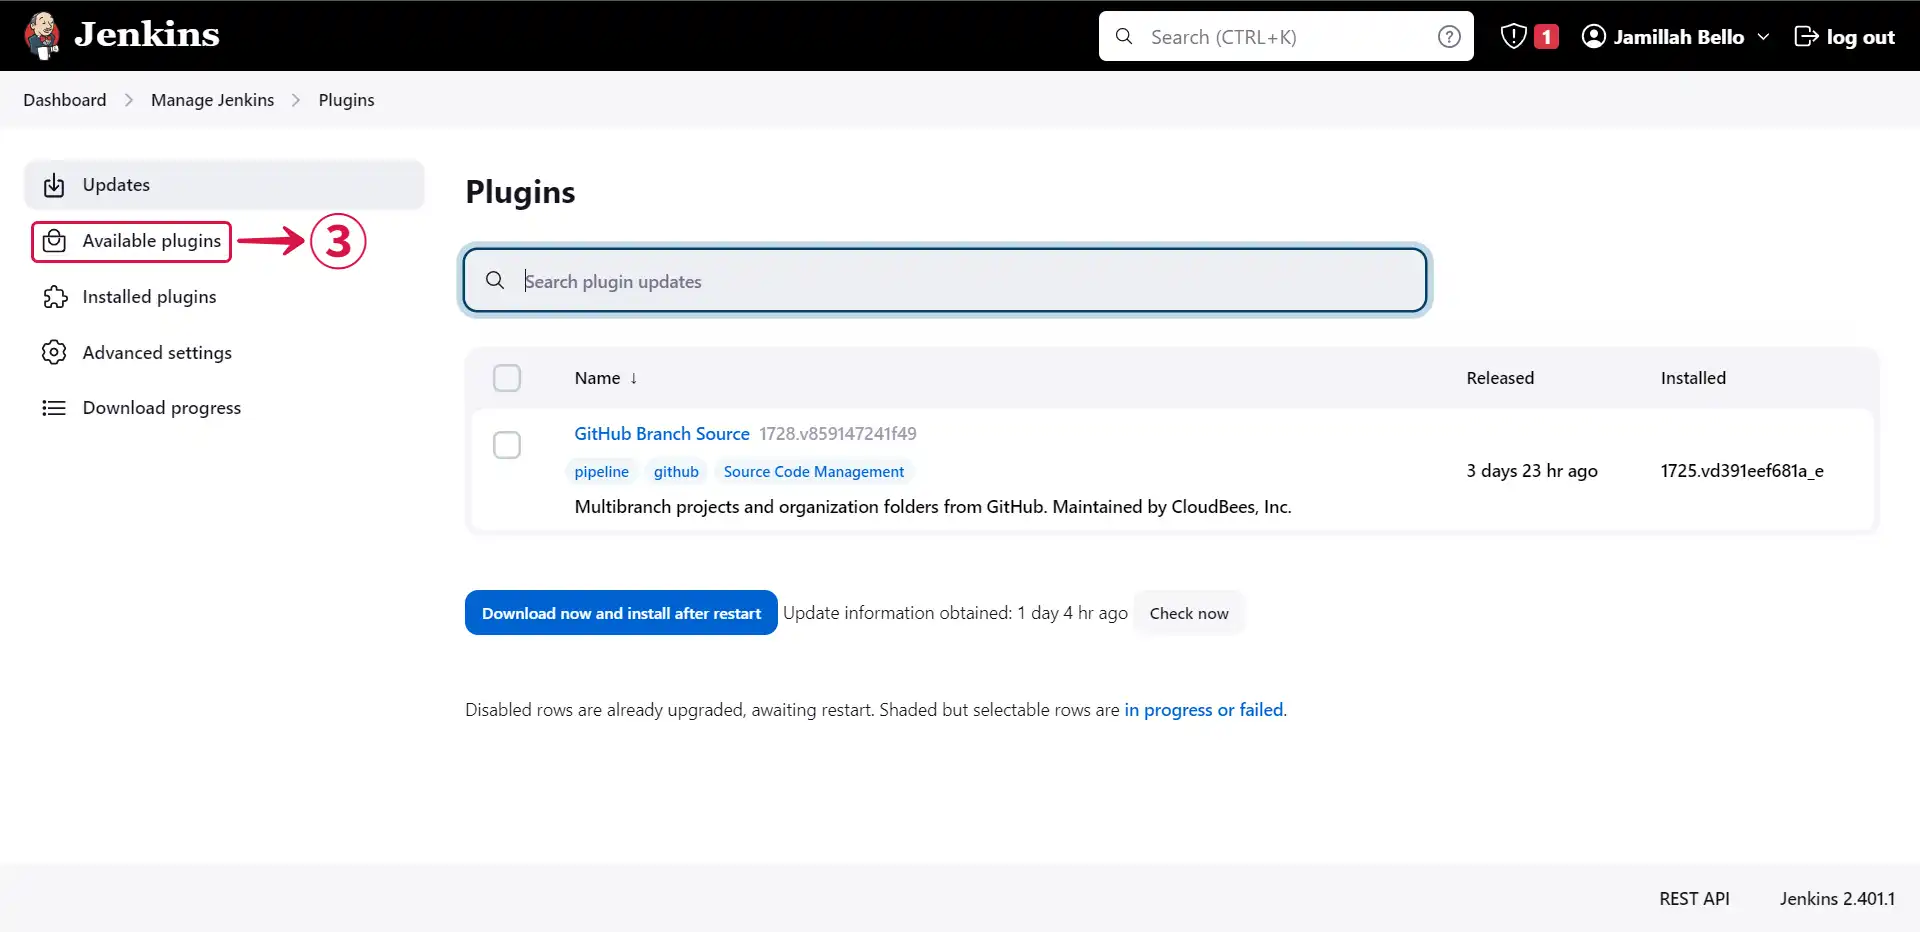 Jenkins
Search (CTRL+K)
1
Jamillah Bello
log out
Dashboard
Manage Jenkins
Plugins
Updates
Available plugins
3
Installed plugins
Advanced settings
Download progress
Plugins
Search plugin updates
Name ↓
Released
Installed
GitHub Branch Source 1728.v859147241f49
pipeline
github
Source Code Management
Multibranch projects and organization folders from GitHub. Maintained by CloudBees, Inc.
3 days 23 hr ago
1725.vd391eef681a_e
Download now and install after restart
Update information obtained: 1 day 4 hr ago
Check now
Disabled rows are already upgraded, awaiting restart. Shaded but selectable rows are in progress or failed.
REST API
Jenkins 2.401.1